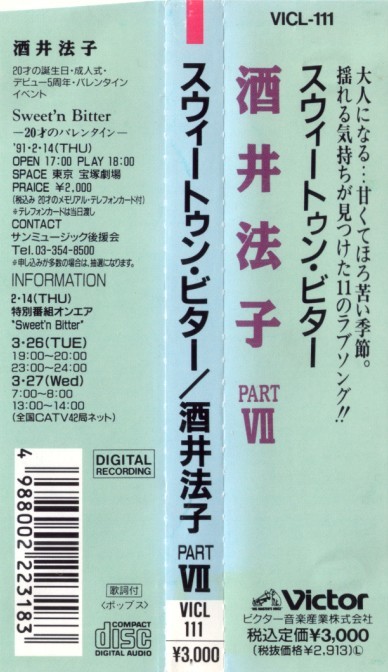 酒井法子
20才の誕生日・成人式・
デビュー5周年・バレンタイン
イベント
Sweet'n Bitter
―20才のバレンタイン―
'91・2・14(THU)
OPEN 17:00 PLAY 18:00
SPACE 東京 宝塚劇場
PRAICE ¥2,000
(税込み 20才のメモリアル・テレフォンカード付)
*テレフォンカードは当日渡し
CONTACT
サンミュージック後援会
Tel.03-354-8500
*申し込みが多数の場合は、抽選になります。
INFORMATION
2・14(THU)
特別番組オンエア
"Sweet'n Bitter"
3・26(TUE)
19:00~20:00
23:00~24:00
3・27(Wed)
7:00~8:00
13:00~14:00
(全国CATV42局ネット)
4 988002 223183
DIGITAL
RECORDING
歌詞付
〈ポップス〉
COMPACT
disc
DIGITAL AUDIO
スウィートゥン・ビター/酒井法子
PART
VII
VICL
111
¥3,000
VICL-111
大人になる…甘くてほろ苦い季節。
揺れる気持ちが見つけた11のラブソング!!
スウィートゥン・ビター
酒井法子
PART
VII
Victor
ビクター音楽産業株式会社
税込定価¥3,000
(税抜価格¥2,913)Ⓛ